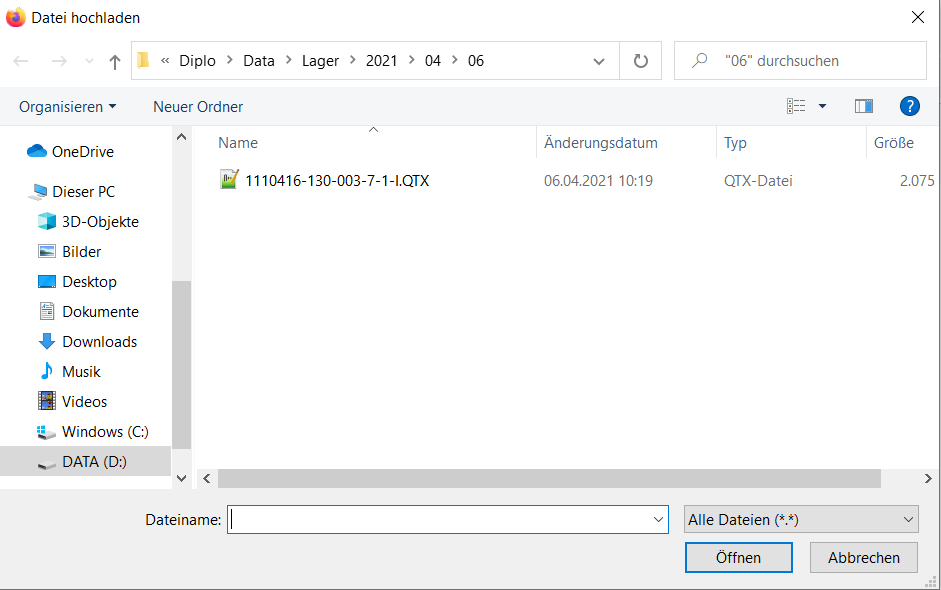 Datei hochladen
« Diplo > Data > Lager > 2021 > 04 > 06
"06" durchsuchen
Organisieren
Neuer Ordner
?
OneDrive
Dieser PC
3D-Objekte
Bilder
Desktop
Dokumente
Downloads
Musik
Videos
Windows (C:)
DATA (D:)
Name Änderungsdatum Typ Größe
1110416-130-003-7-1-I.QTX 06.04.2021 10:19 QTX-Datei 2.075
Dateiname:
Alle Dateien (*.*)
Öffnen
Abbrechen